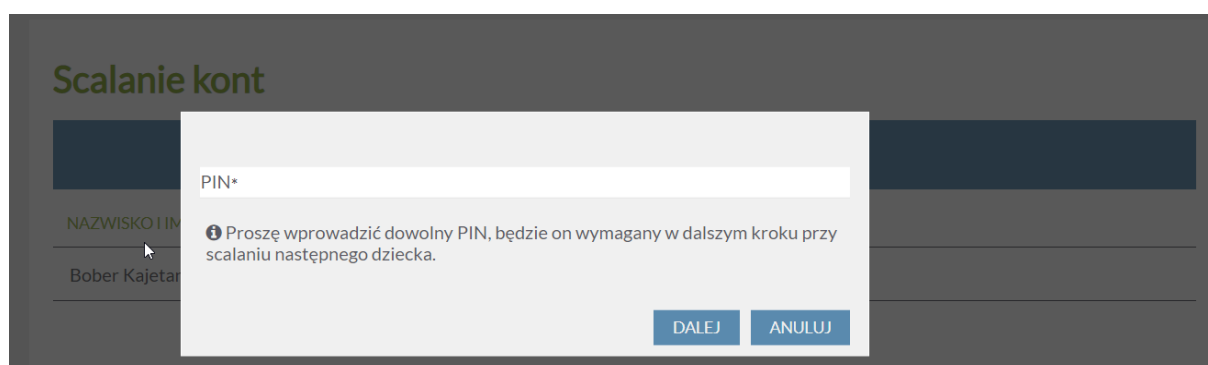 Scalanie kont
PIN*
NAZWISKO I
Proszę wprowadzić dowolny PIN, będzie on wymagany w dalszym kroku przy
scalaniu następnego dziecka.
Bober Kajetan
DALEJ ANULUJ